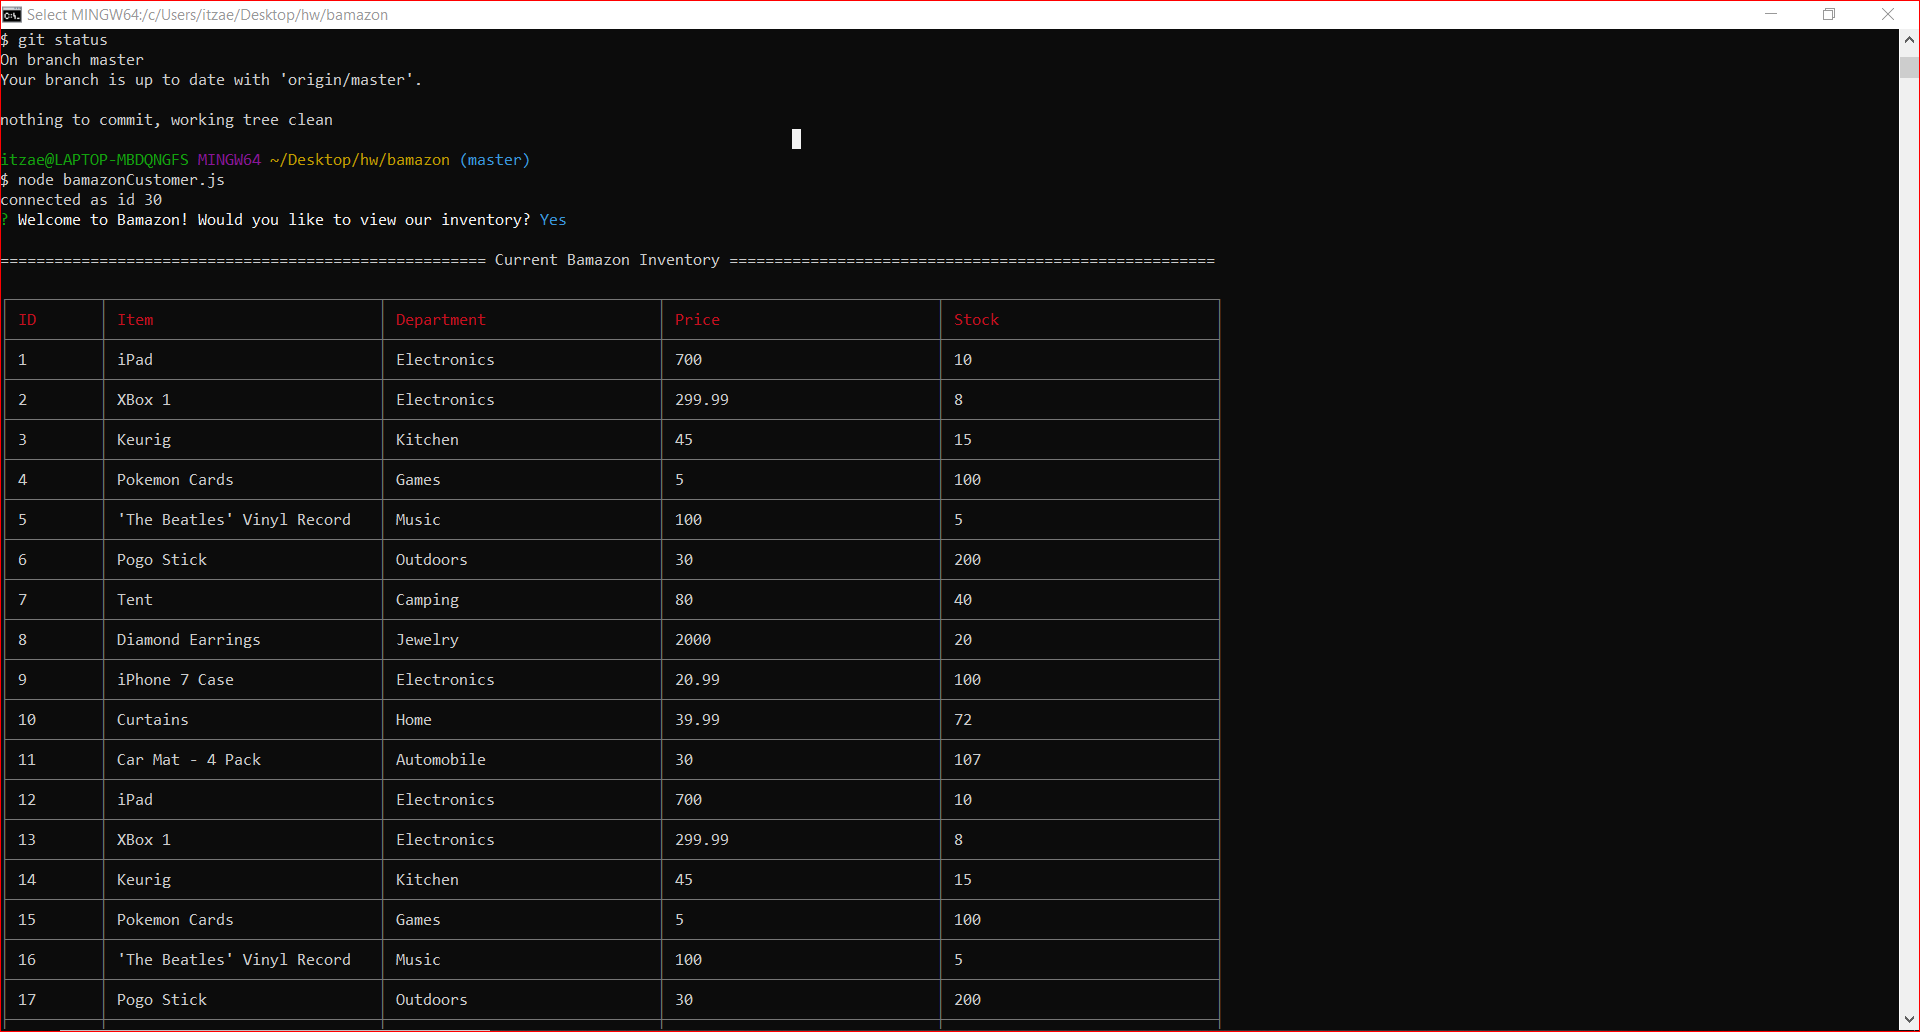 Select MINGW64:/c/Users/itzae/Desktop/hw/bamazon
$ git status
On branch master
Your branch is up to date with 'origin/master'.
nothing to commit, working tree clean
itzae@LAPTOP-MBDQNGFS MINGW64 ~/Desktop/hw/bamazon (master)
$ node bamazonCustomer.js
connected as id 30
? Welcome to Bamazon! Would you like to view our inventory? Yes
====================================================== Current Bamazon Inventory ======================================================
ID Item Department Price Stock
1 iPad Electronics 700 10
2 XBox 1 Electronics 299.99 8
3 Keurig Kitchen 45 15
4 Pokemon Cards Games 5 100
5 'The Beatles' Vinyl Record Music 100 5
6 Pogo Stick Outdoors 30 200
7 Tent Camping 80 40
8 Diamond Earrings Jewelry 2000 20
9 iPhone 7 Case Electronics 20.99 100
10 Curtains Home 39.99 72
11 Car Mat - 4 Pack Automobile 30 107
12 iPad Electronics 700 10
13 XBox 1 Electronics 299.99 8
14 Keurig Kitchen 45 15
15 Pokemon Cards Games 5 100
16 'The Beatles' Vinyl Record Music 100 5
17 Pogo Stick Outdoors 30 200